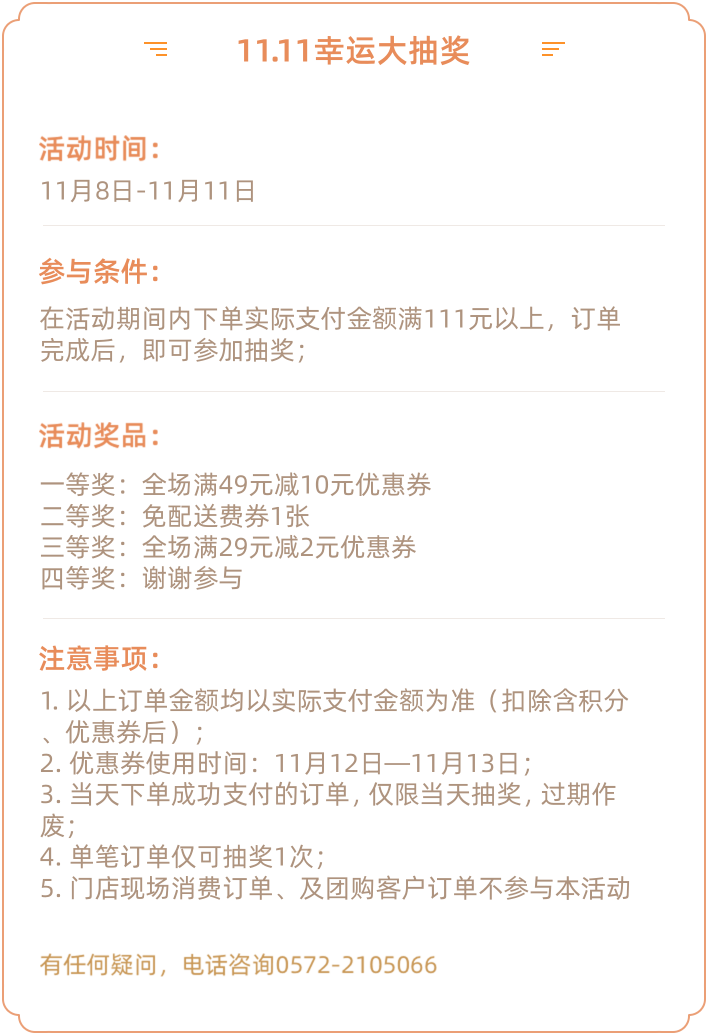 11.11幸运大抽奖
活动时间：
11月8日-11月11日
参与条件：
在活动期间内下单实际支付金额满111元以上，订单
完成后，即可参加抽奖；
活动奖品：
一等奖：全场满49元减10元优惠券
二等奖：免配送费券1张
三等奖：全场满29元减2元优惠券
四等奖：谢谢参与
注意事项：
1. 以上订单金额均以实际支付金额为准（扣除含积分
、优惠券后）；
2. 优惠券使用时间：11月12日—11月13日；
3. 当天下单成功支付的订单, 仅限当天抽奖, 过期作
废；
4. 单笔订单仅可抽奖1次；
5. 门店现场消费订单、及团购客户订单不参与本活动
有任何疑问，电话咨询0572-2105066